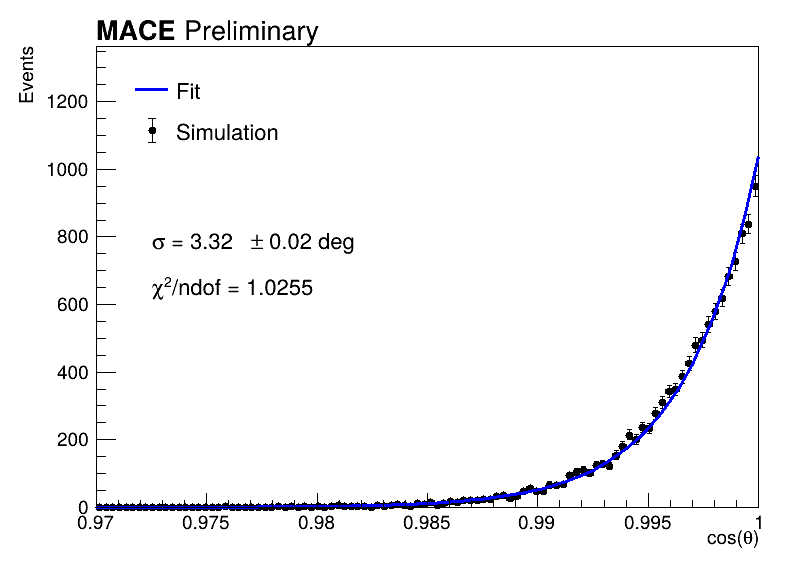 MACE Preliminary
Events
Fit
Simulation
σ = 3.32 ± 0.02 deg
χ²/ndof = 1.0255
1200
1000
800
600
400
200
0
0.97 0.975 0.98 0.985 0.99 0.995 1
cos(θ)